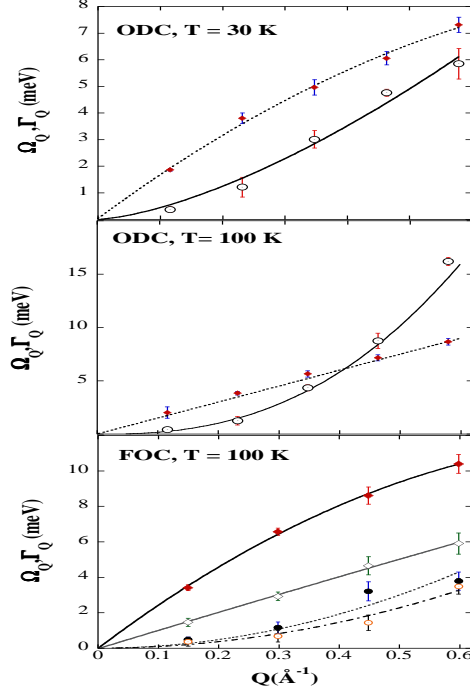 8
ODC, T = 30 K
7
6
5
4
3
2
1
Ω_Q,Γ_Q (meV)
ODC, T= 100 K
15
10
5
Ω_Q,Γ_Q (meV)
FOC, T = 100 K
10
8
6
4
2
0
Ω_Q,Γ_Q (meV)
0 0.1 0.2 0.3 0.4 0.5 0.6
Q(Å⁻¹)